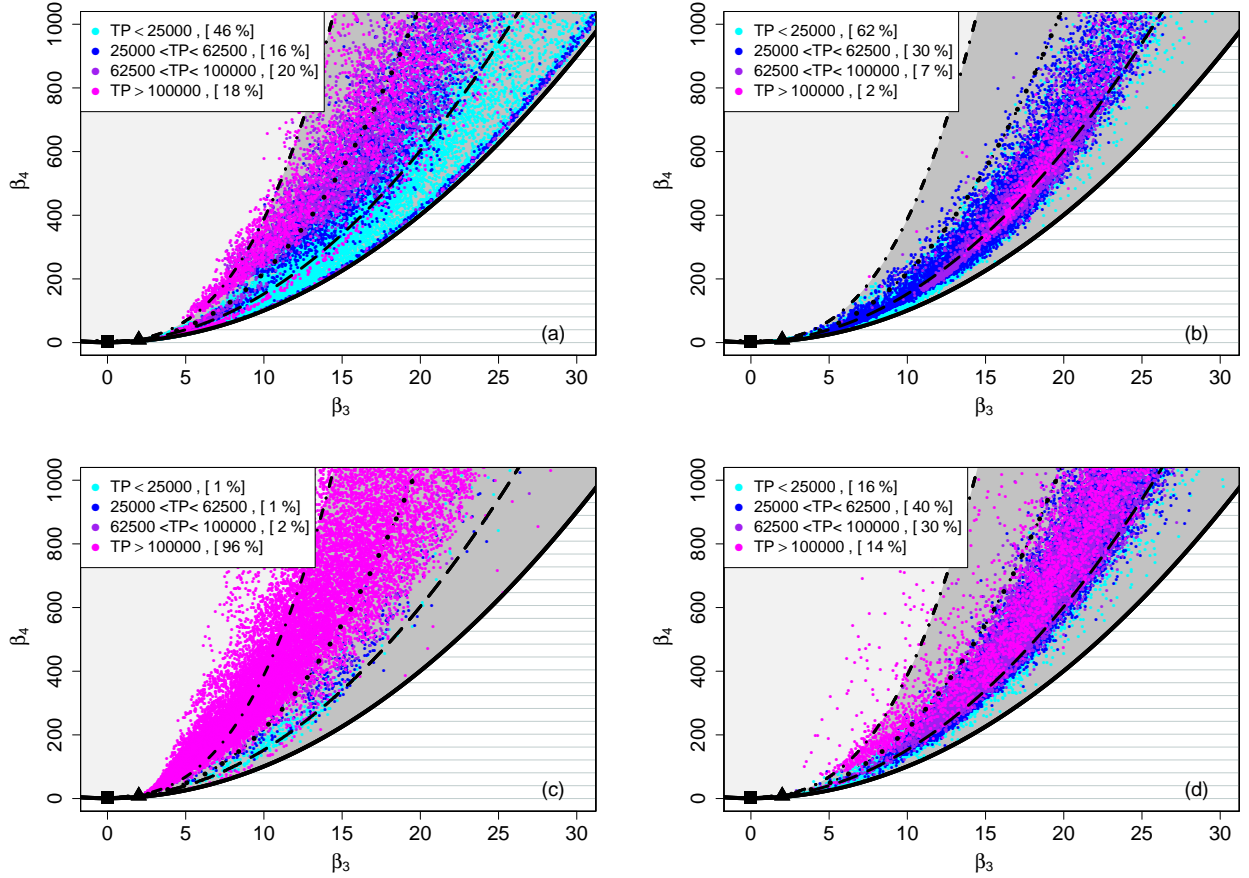 TP < 25000 , [ 46 %]
25000 <TP< 62500 , [ 16 %]
62500 <TP< 100000 , [ 20 %]
TP > 100000 , [ 18 %]
β4
0 200 400 600 800 1000
0 5 10 15 20 25 30
β3
(a)
TP < 25000 , [ 62 %]
25000 <TP< 62500 , [ 30 %]
62500 <TP< 100000 , [ 7 %]
TP > 100000 , [ 2 %]
β4
0 200 400 600 800 1000
0 5 10 15 20 25 30
β3
(b)
TP < 25000 , [ 1 %]
25000 <TP< 62500 , [ 1 %]
62500 <TP< 100000 , [ 2 %]
TP > 100000 , [ 96 %]
β4
0 200 400 600 800 1000
0 5 10 15 20 25 30
β3
(c)
TP < 25000 , [ 16 %]
25000 <TP< 62500 , [ 40 %]
62500 <TP< 100000 , [ 30 %]
TP > 100000 , [ 14 %]
β4
0 200 400 600 800 1000
0 5 10 15 20 25 30
β3
(d)